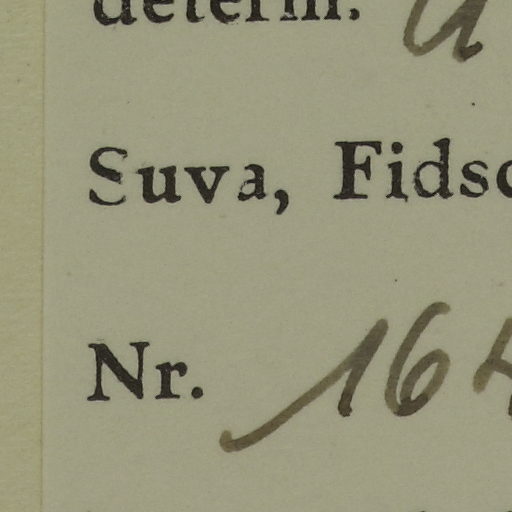 determ.
Suva, Fidsc
Nr. 16